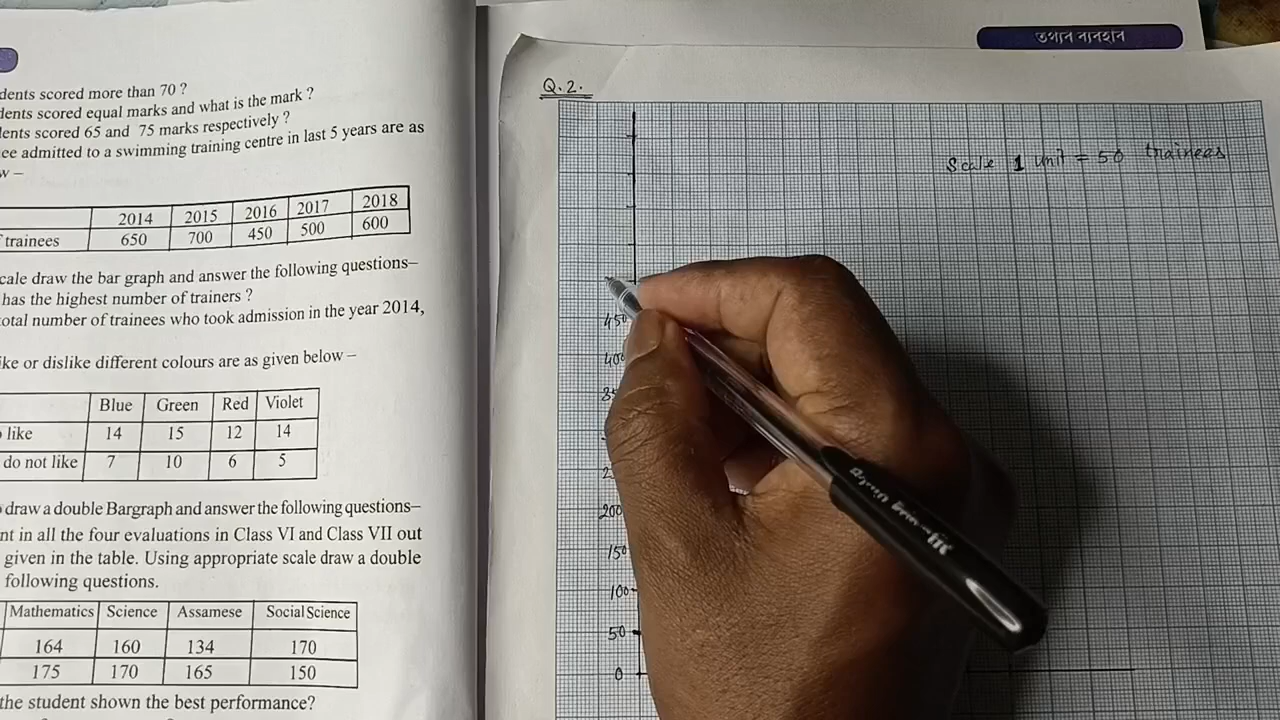 dents scored more than 70 ?
dents scored equal marks and what is the mark ?
dents scored 65 and 75 marks respectively ?
ee admitted to a swimming training centre in last 5 years are as
w –
2014 2015 2016 2017 2018
trainees 650 700 450 500 600
cale draw the bar graph and answer the following questions–
has the highest number of trainers ?
otal number of trainees who took admission in the year 2014,
ike or dislike different colours are as given below –
Blue Green Red Violet
like 14 15 12 14
do not like 7 10 6 5
draw a double Bargraph and answer the following questions–
nt in all the four evaluations in Class VI and Class VII out
given in the table. Using appropriate scale draw a double
following questions.
Mathematics Science Assamese Social Science
164 160 134 170
175 170 165 150
the student shown the best performance?
তথ্যৰ ব্যৱহাৰ
Q.2.
Scale 1 unit = 50 trainees
450
400
200
150
100
50
0